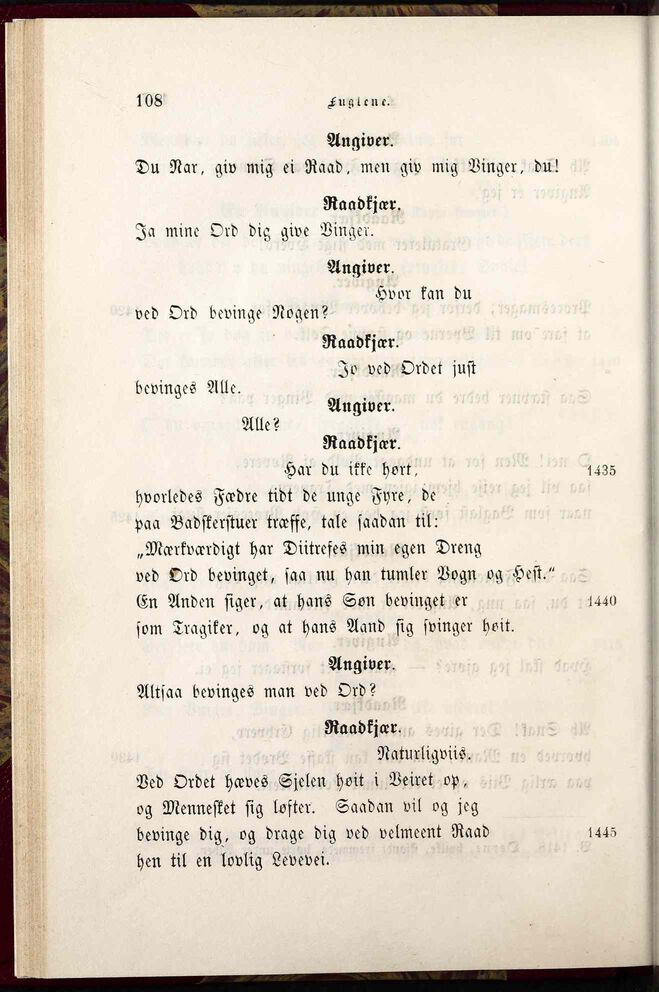 108 Fuglene.
Angiver.
Du Nar, giv mig ei Raad, men giv mig Vinger, du!
Raadkjær.
Ja mine Ord dig give Vinger.
Angiver.
Hvor kan du
ved Ord bevinge Nogen?
Raadkjær.
Jo ved Ordet just
bevinges Alle.
Angiver.
Alle?
Raadkjær.
Har du ikke hørt, 1435
hvorledes Fædre tidt de unge Fyre, de
paa Badskerstuer træffe, tale saadan til:
„Mærkværdigt har Diitrefes min egen Dreng
ved Ord bevinget, saa nu han tumler Vogn og Hest.“
En Anden siger, at hans Søn bevinget er 1440
som Tragiker, og at hans Aand sig svinger høit.
Angiver.
Altsaa bevinges man ved Ord?
Raadkjær.
Naturligviis.
Ved Ordet hæves Sjelen høit i Veiret op,
og Mennesket sig løfter. Saadan vil og jeg
bevinge dig, og drage dig ved velmeent Raad 1445
hen til en lovlig Levevei.